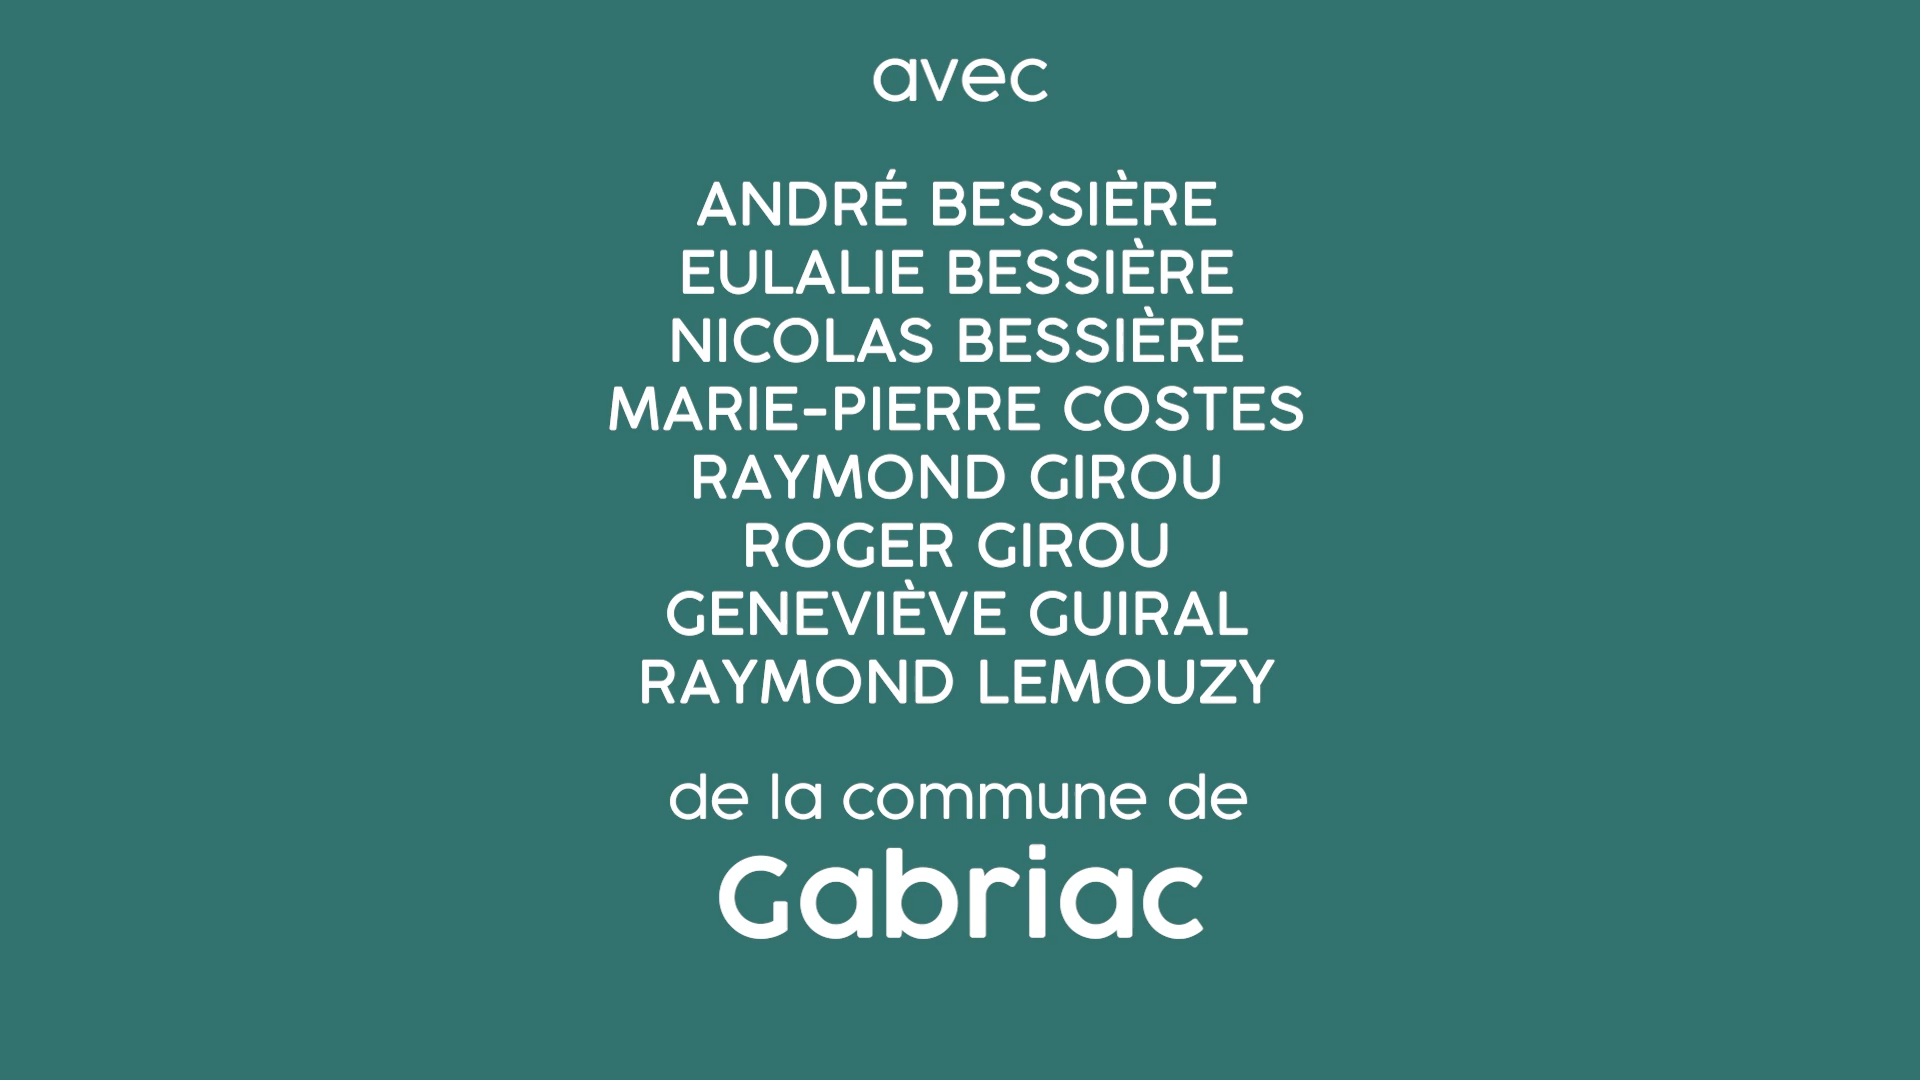 avec
ANDRÉ BESSIÈRE
EULALIE BESSIÈRE
NICOLAS BESSIÈRE
MARIE-PIERRE COSTES
RAYMOND GIROU
ROGER GIROU
GENEVIÈVE GUIRAL
RAYMOND LEMOUZY
de la commune de
Gabriac